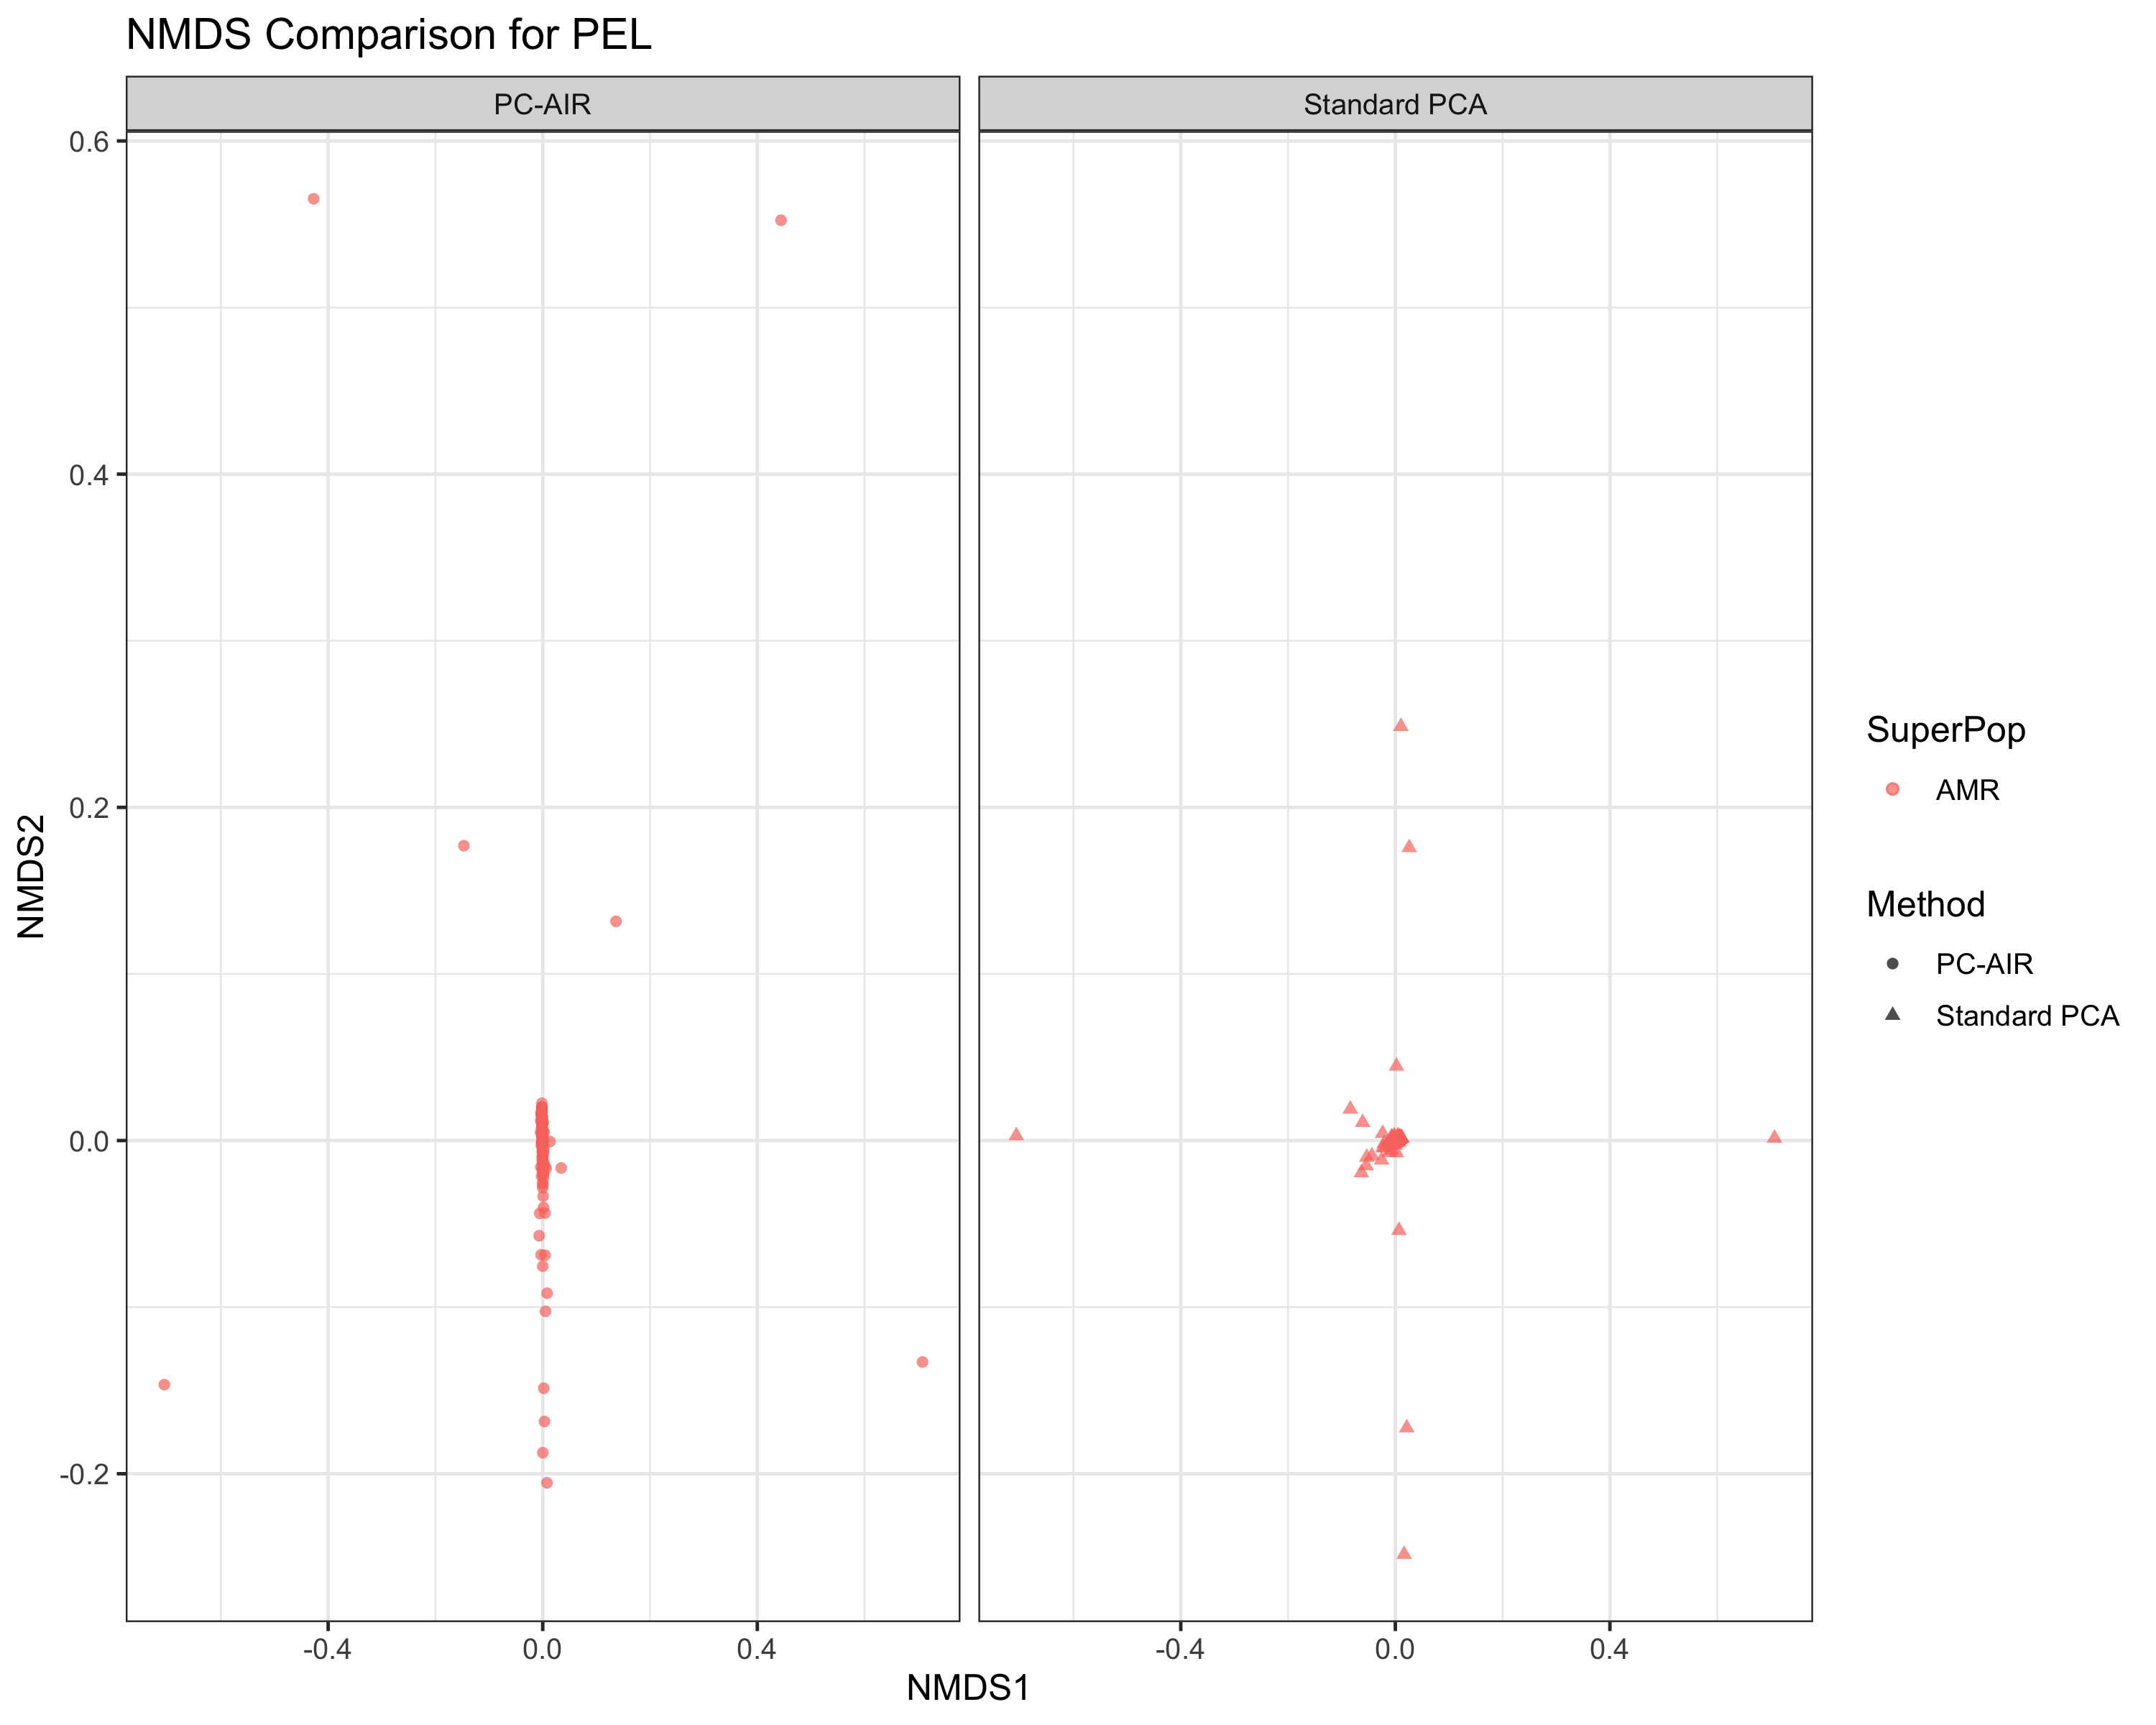 NMDS Comparison for PEL
PC-AIR
Standard PCA
0.6
0.4
0.2
0.0
-0.2
NMDS2
-0.4
0.0
0.4
-0.4
0.0
0.4
NMDS1
SuperPop
AMR
Method
PC-AIR
Standard PCA